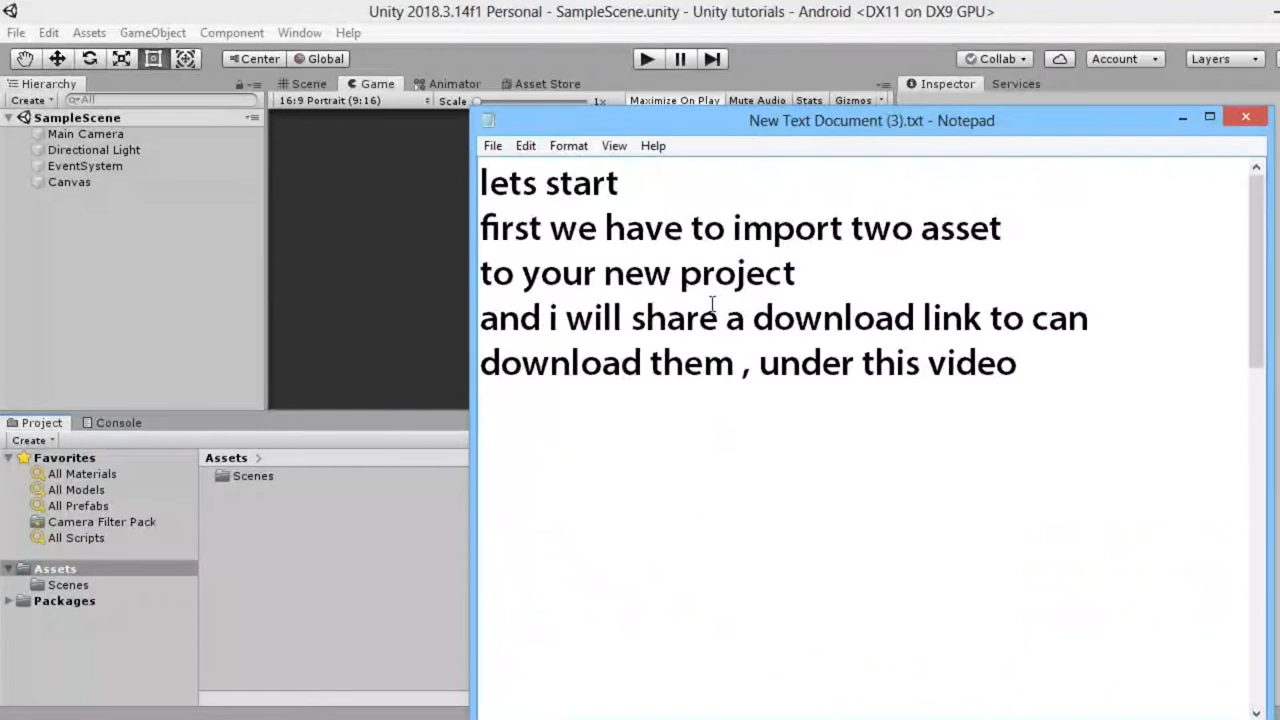 Unity 2018.3.14f1 Personal - SampleScene.unity - Unity tutorials - Android <DX11 on DX9 GPU>
File Edit Assets GameObject Component Window Help
Center Global Collab Account Layers
Hierarchy Scene Game Animator Asset Store Inspector Services
Create All 16:9 Portrait (9:16) Scale 1x Maximize On Play Mute Audio Stats Gizmos
SampleScene
Main Camera
Directional Light
EventSystem
Canvas
New Text Document (3).txt - Notepad
File Edit Format View Help
lets start
first we have to import two asset
to your new project
and i will share a download link to can
download them , under this video
Project Console
Create
Favorites
All Materials
All Models
All Prefabs
Camera Filter Pack
All Scripts
Assets
Scenes
Packages
Assets
Scenes